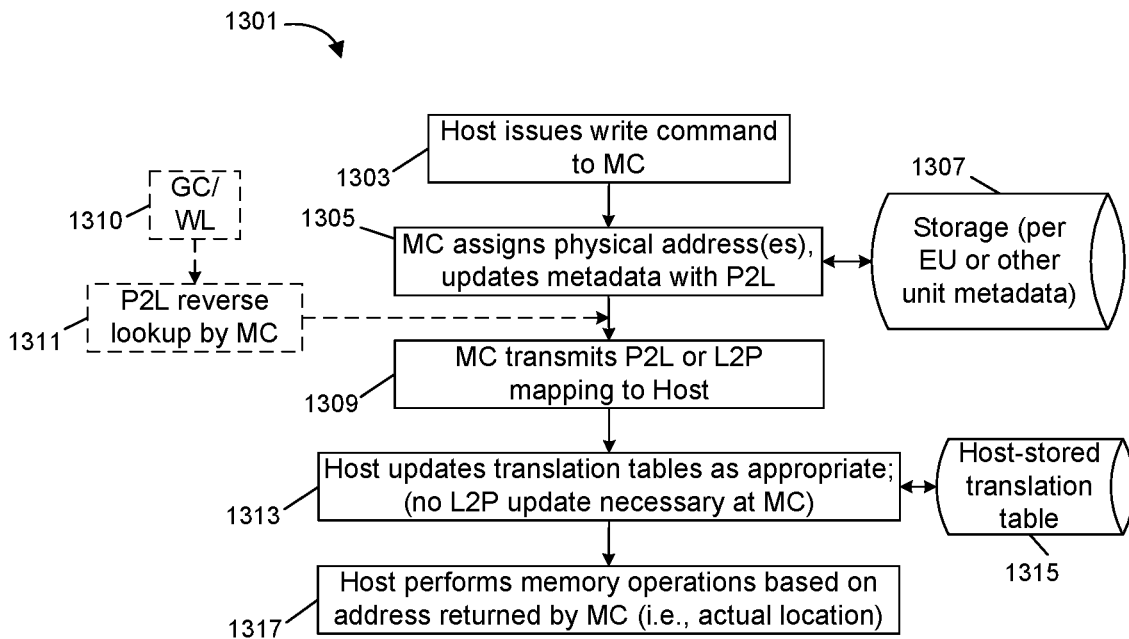 1301
Host issues write command
to MC
1303
1307
GC/
WL
1310
1305
MC assigns physical address(es),
updates metadata with P2L
Storage (per
EU or other
unit metadata)
P2L reverse
lookup by MC
1311
MC transmits P2L or L2P
mapping to Host
1309
Host updates translation tables as appropriate;
(no L2P update necessary at MC)
1313
Host-stored
translation
table
1315
Host performs memory operations based on
address returned by MC (i.e., actual location)
1317